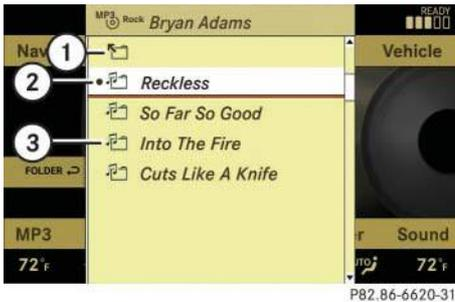 MP3 Rock Bryan Adams
READY
Nav
Vehicle
1
2
Reckless
So Far So Good
3
Into The Fire
FOLDER
Cuts Like A Knife
MP3
r
Sound
72°F
UTO
72°F
P82.86-6620-31